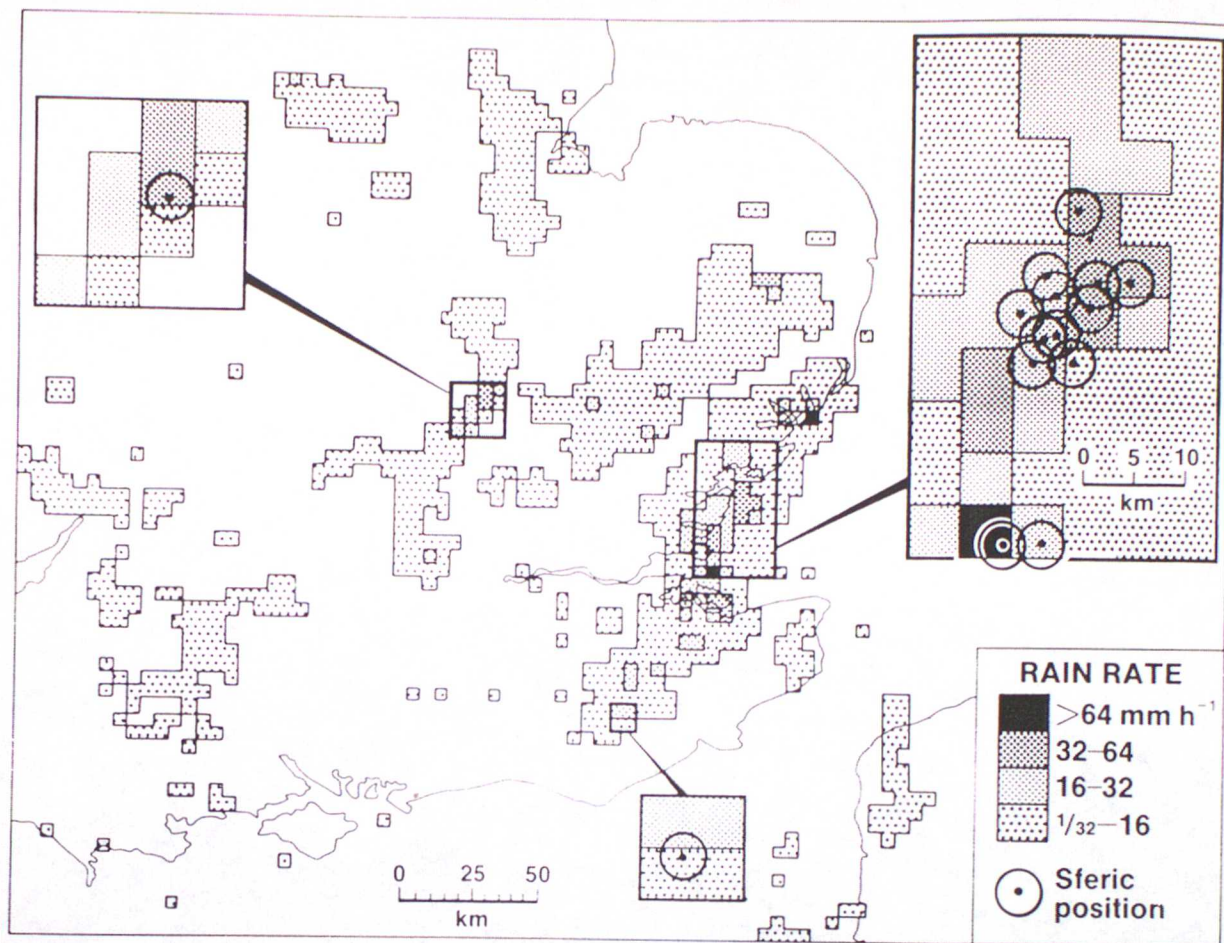 0 5 10
km
RAIN RATE
>64 mm h⁻¹
32–64
16–32
¹/₃₂–16
Sferic
position
0 25 50
km